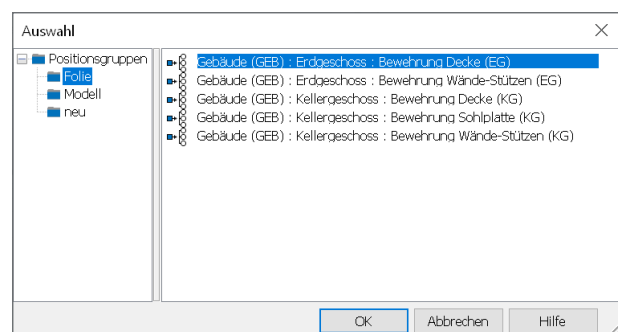 Auswahl
Positionsgruppen
Folie
Modell
neu
Gebäude (GEB) : Erdgeschoss : Bewehrung Decke (EG)
Gebäude (GEB) : Erdgeschoss : Bewehrung Wände-Stützen (EG)
Gebäude (GEB) : Kellergeschoss : Bewehrung Decke (KG)
Gebäude (GEB) : Kellergeschoss : Bewehrung Sohlplatte (KG)
Gebäude (GEB) : Kellergeschoss : Bewehrung Wände-Stützen (KG)
OK Abbrechen Hilfe